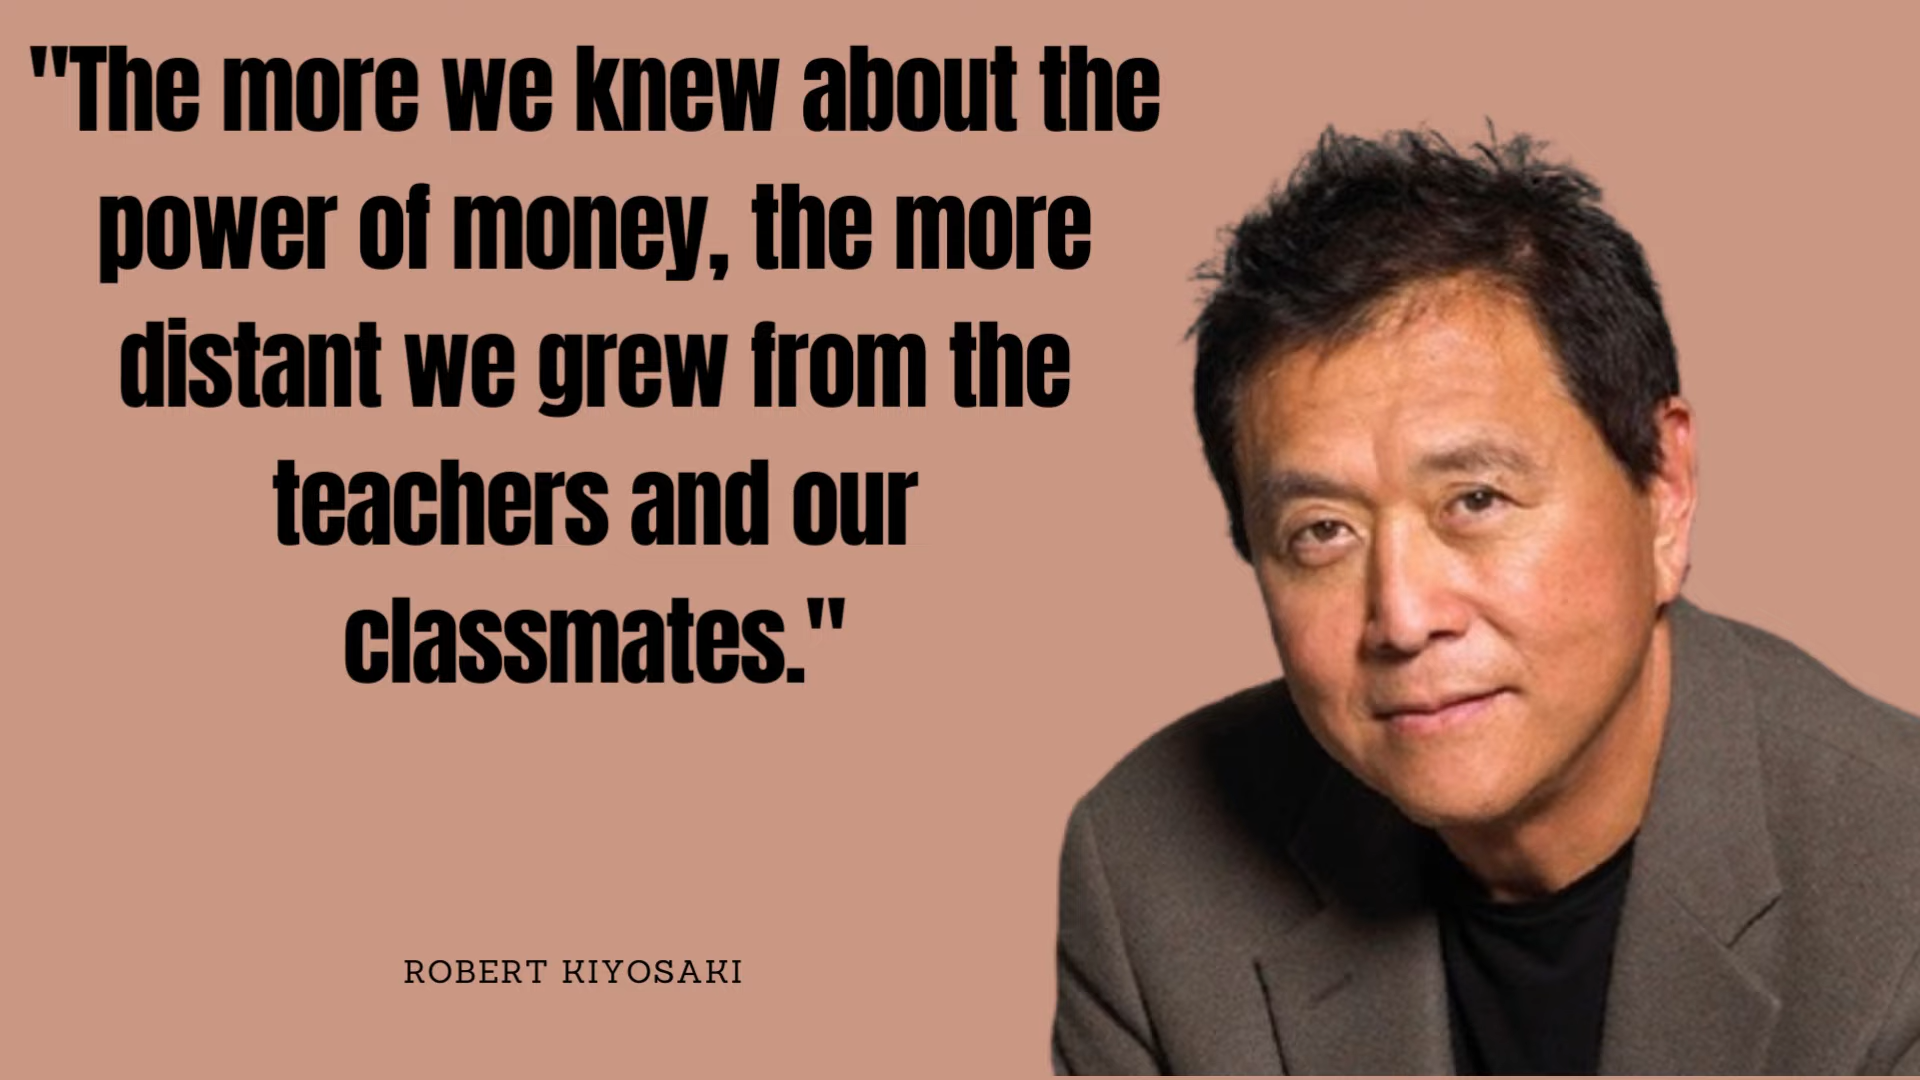 "The more we knew about the
power of money, the more
distant we grew from the
teachers and our
classmates."
ROBERT KIYOSAKI